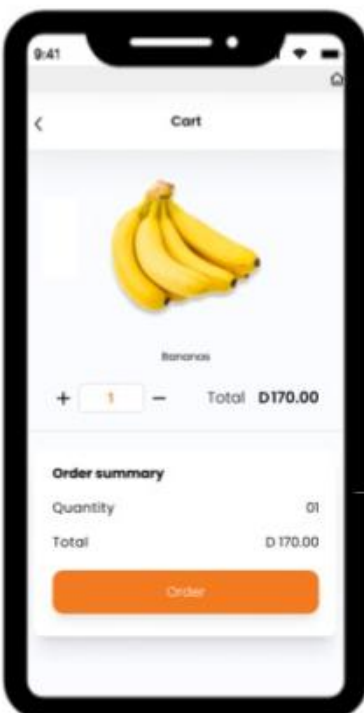 9:41
Cart
Bananas
+ 1 − Total D170.00
Order summary
Quantity 01
Total D 170.00
Order